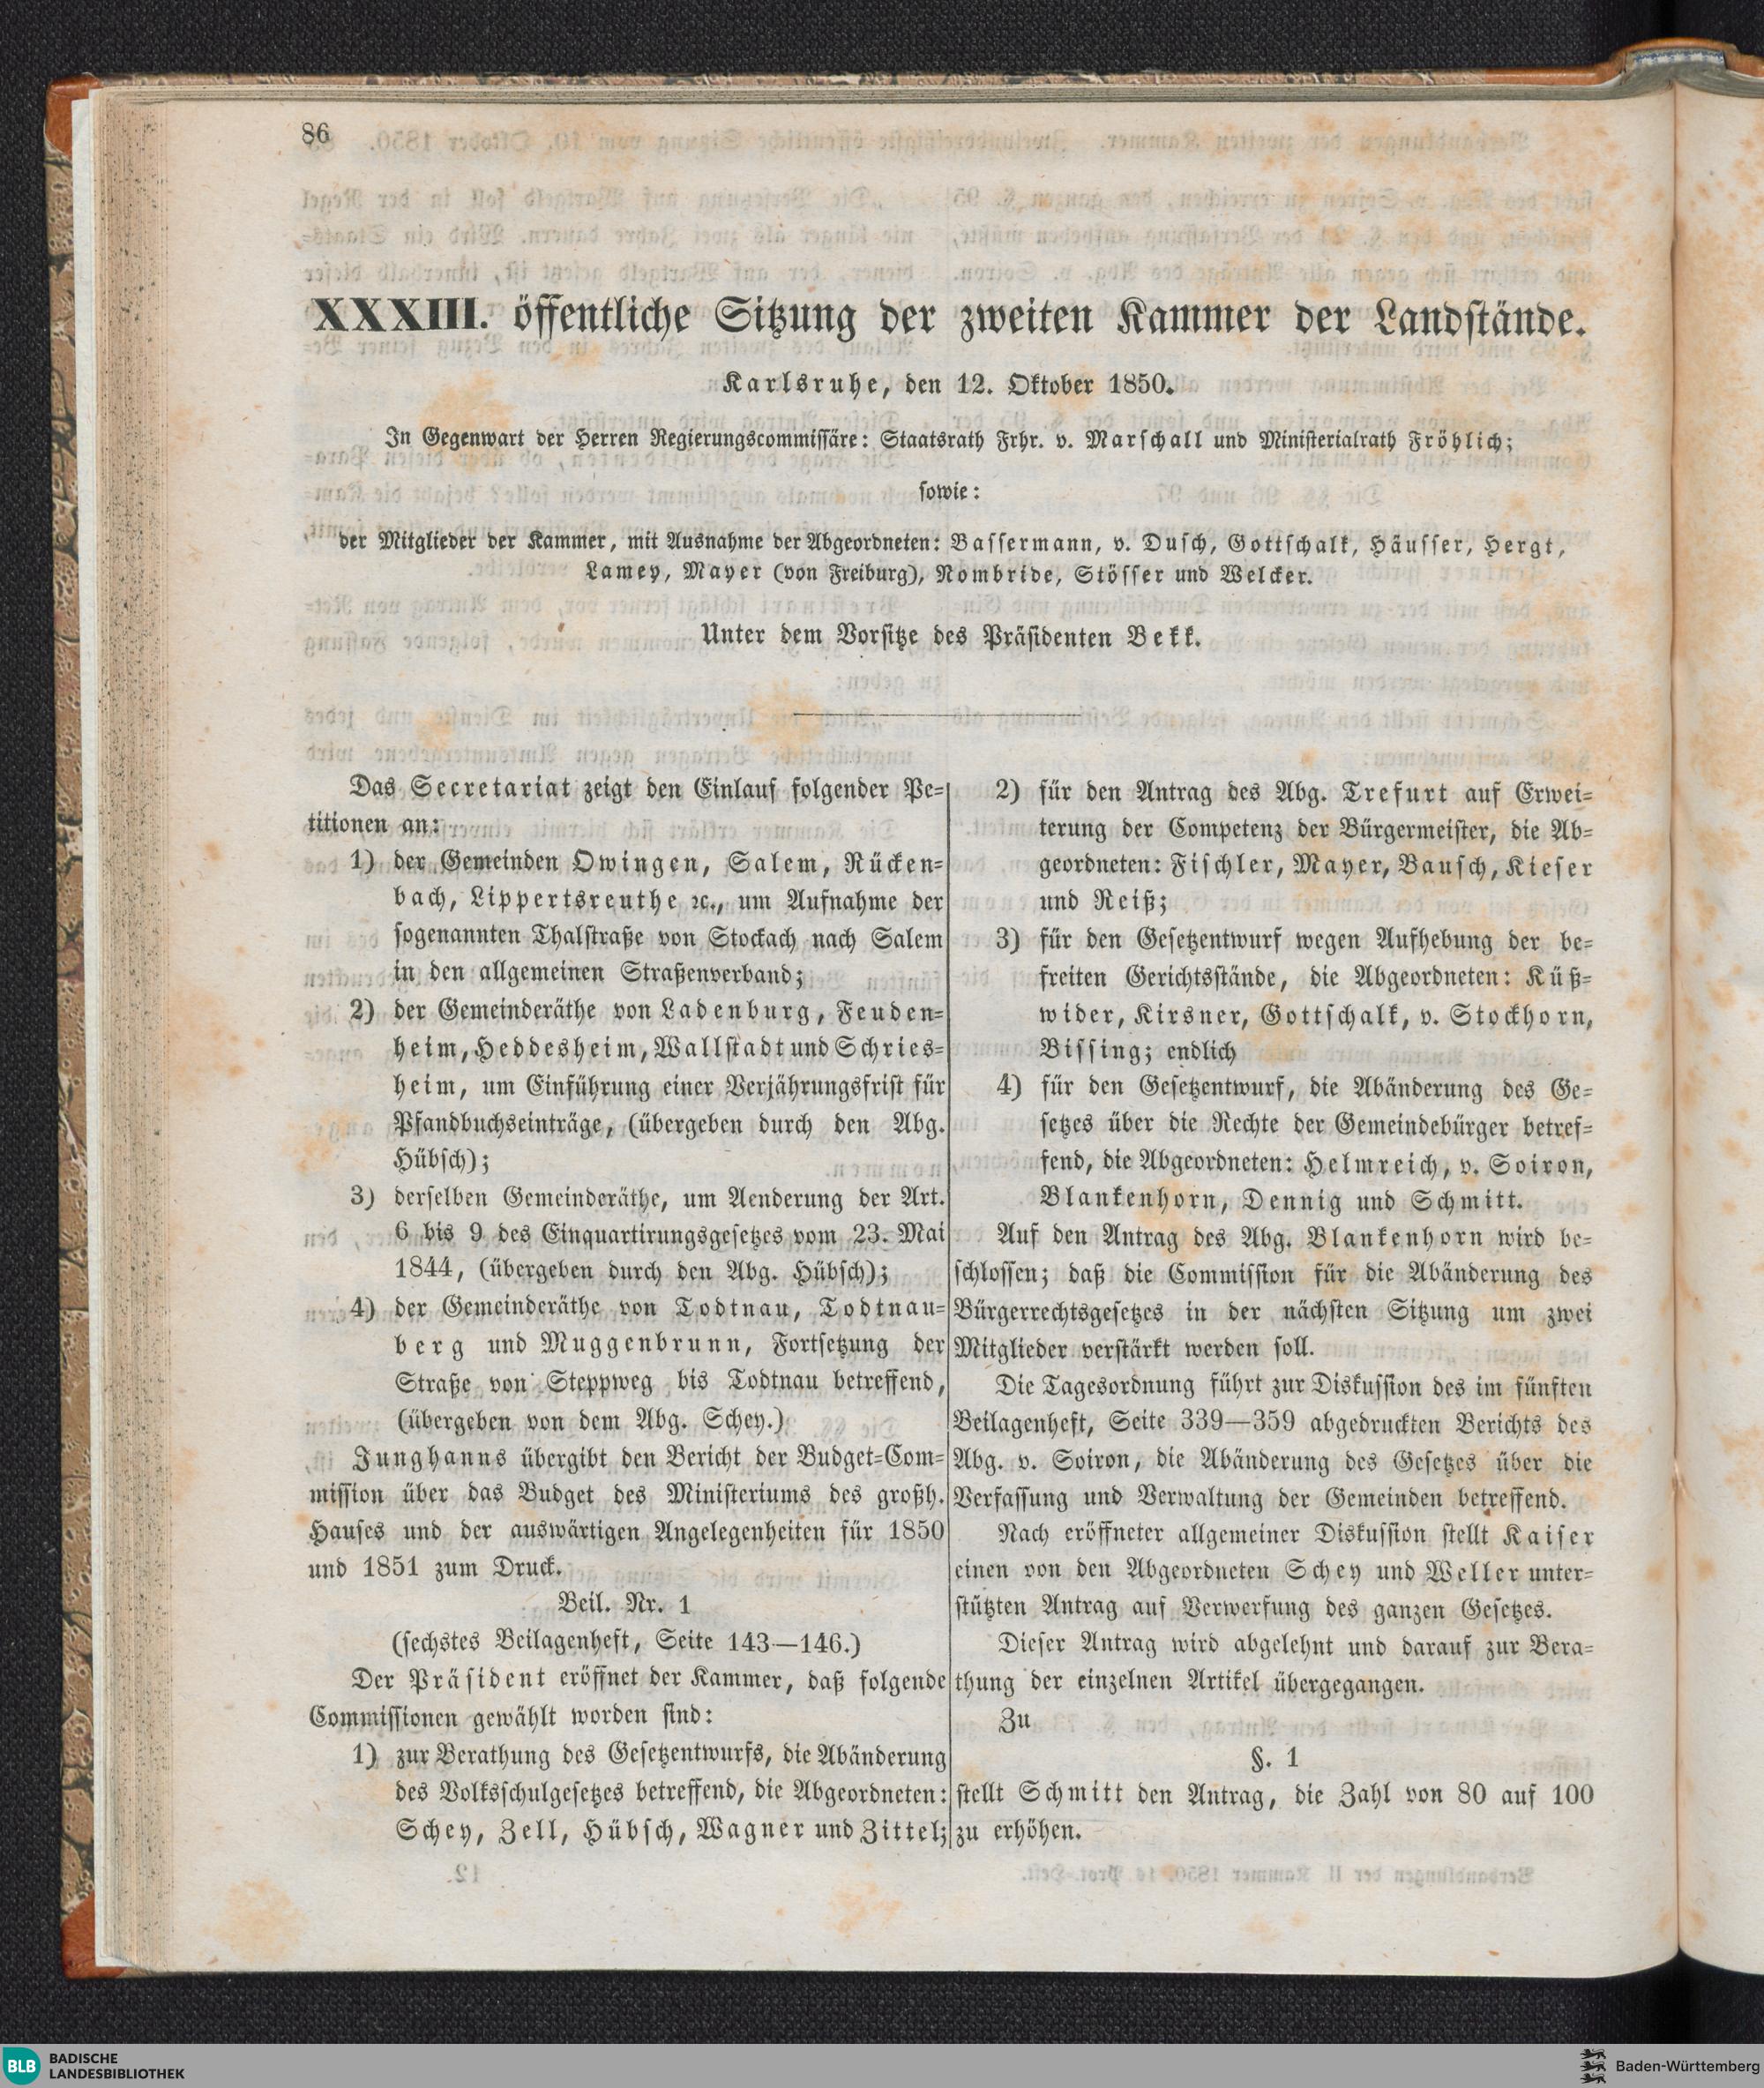 86
XXXIII. öffentliche Sitzung der zweiten Kammer der Landstände.
Karlsruhe, den 12. Oktober 1850.
In Gegenwart der Herren Regierungscommissäre: Staatsrath Frhr. v. Marschall und Ministerialrath Fröhlich;
sowie:
der Mitglieder der Kammer, mit Ausnahme der Abgeordneten: Bassermann, v. Dusch, Gottschalk, Häusser, Hergt,
Lamey, Mayer (von Freiburg), Nombride, Stösser und Welcker.
Unter dem Vorsitze des Präsidenten Bekk.
Das Secretariat zeigt den Einlauf folgender Pe-
titionen an:
1) der Gemeinden Owingen, Salem, Rücken-
bach, Lippertsreuthe ꝛc., um Aufnahme der
sogenannten Thalstraße von Stockach nach Salem
in den allgemeinen Straßenverband;
2) der Gemeinderäthe von Ladenburg, Feuden-
heim, Heddesheim, Wallstadt und Schries-
heim, um Einführung einer Verjährungsfrist für
Pfandbuchseinträge, (übergeben durch den Abg.
Hübsch);
3) derselben Gemeinderäthe, um Aenderung der Art.
6 bis 9 des Einquartirungsgesetzes vom 23. Mai
1844, (übergeben durch den Abg. Hübsch);
4) der Gemeinderäthe von Todtnau, Todtnau-
berg und Muggenbrunn, Fortsetzung der
Straße von Steppweg bis Todtnau betreffend,
(übergeben von dem Abg. Schey.)
Junghanns übergibt den Bericht der Budget-Com-
mission über das Budget des Ministeriums des großh.
Hauses und der auswärtigen Angelegenheiten für 1850
und 1851 zum Druck.
Beil. Nr. 1
(sechstes Beilagenheft, Seite 143—146.)
Der Präsident eröffnet der Kammer, daß folgende
Commissionen gewählt worden sind:
1) zur Berathung des Gesetzentwurfs, die Abänderung
des Volksschulgesetzes betreffend, die Abgeordneten:
Schey, Zell, Hübsch, Wagner und Zittel;
2) für den Antrag des Abg. Trefurt auf Erwei-
terung der Competenz der Bürgermeister, die Ab-
geordneten: Fischler, Mayer, Bausch, Kieser
und Reiß;
3) für den Gesetzentwurf wegen Aufhebung der be-
freiten Gerichtsstände, die Abgeordneten: Küß-
wider, Kirsner, Gottschalk, v. Stockhorn,
Bissing; endlich
4) für den Gesetzentwurf, die Abänderung des Ge-
setzes über die Rechte der Gemeindebürger betref-
fend, die Abgeordneten: Helmreich, v. Soiron,
Blankenhorn, Dennig und Schmitt.
Auf den Antrag des Abg. Blankenhorn wird be-
schlossen; daß die Commission für die Abänderung des
Bürgerrechtsgesetzes in der nächsten Sitzung um zwei
Mitglieder verstärkt werden soll.
Die Tagesordnung führt zur Diskussion des im fünften
Beilagenheft, Seite 339—359 abgedruckten Berichts des
Abg. v. Soiron, die Abänderung des Gesetzes über die
Verfassung und Verwaltung der Gemeinden betreffend.
Nach eröffneter allgemeiner Diskussion stellt Kaiser
einen von den Abgeordneten Schey und Weller unter-
stützten Antrag auf Verwerfung des ganzen Gesetzes.
Dieser Antrag wird abgelehnt und darauf zur Bera-
thung der einzelnen Artikel übergegangen.
Zu
§. 1
stellt Schmitt den Antrag, die Zahl von 80 auf 100
zu erhöhen.
BLB BADISCHE
LANDESBIBLIOTHEK
Baden-Württemberg